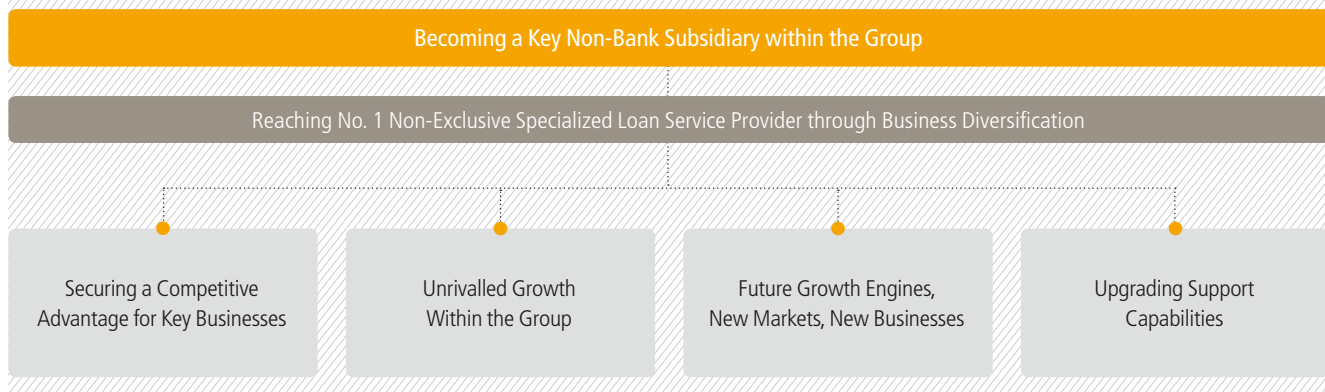 Becoming a Key Non-Bank Subsidiary within the Group
Reaching No. 1 Non-Exclusive Specialized Loan Service Provider through Business Diversification
Securing a Competitive
Advantage for Key Businesses
Unrivalled Growth
Within the Group
Future Growth Engines,
New Markets, New Businesses
Upgrading Support
Capabilities